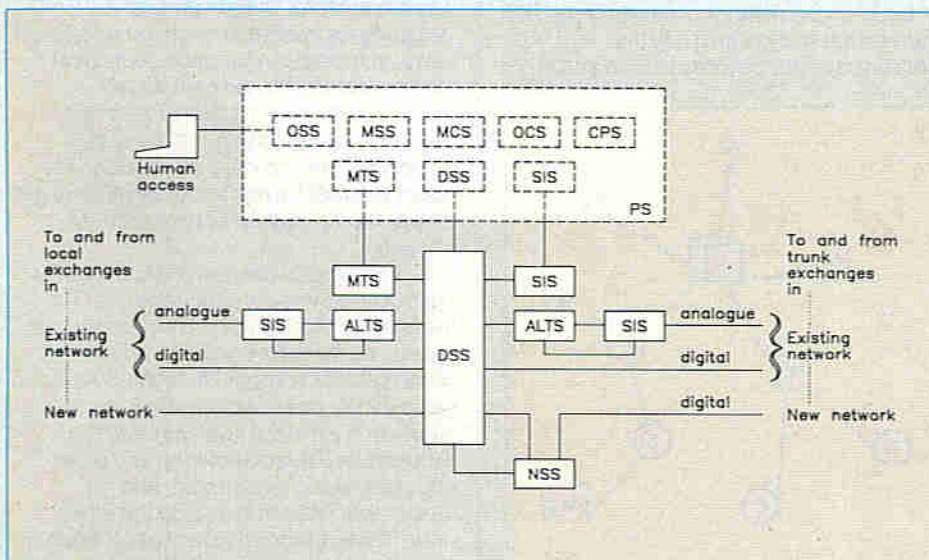 OSS
MSS
MCS
OCS
CPS
Human
access
MTS
DSS
SIS
PS
To and from
local
exchanges
in
To and from
trunk
exchanges
in
MTS
SIS
analogue
SIS
ALTS
DSS
ALTS
SIS
analogue
Existing
network
digital
digital
Existing
network
New network
digital
New network
NSS